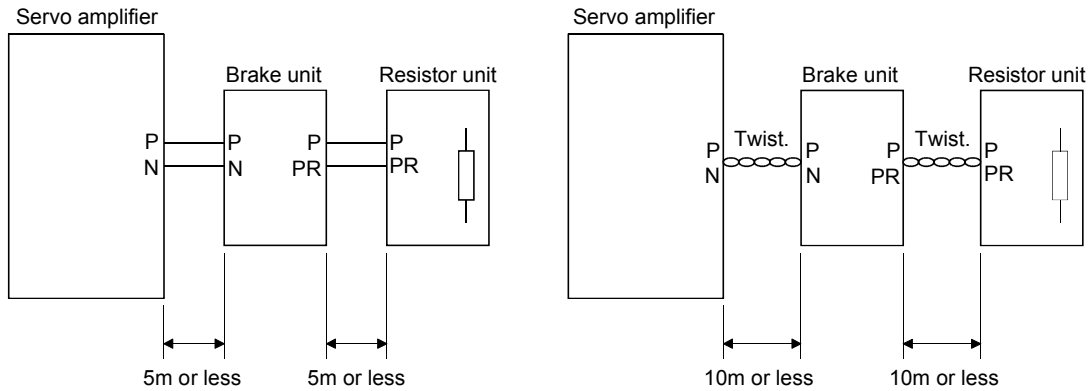 Servo amplifier
Brake unit
Resistor unit
P
P
P
P
N
N
PR
PR
5m or less
5m or less
Servo amplifier
Brake unit
Resistor unit
Twist.
Twist.
P
P
P
P
N
N
PR
PR
10m or less
10m or less